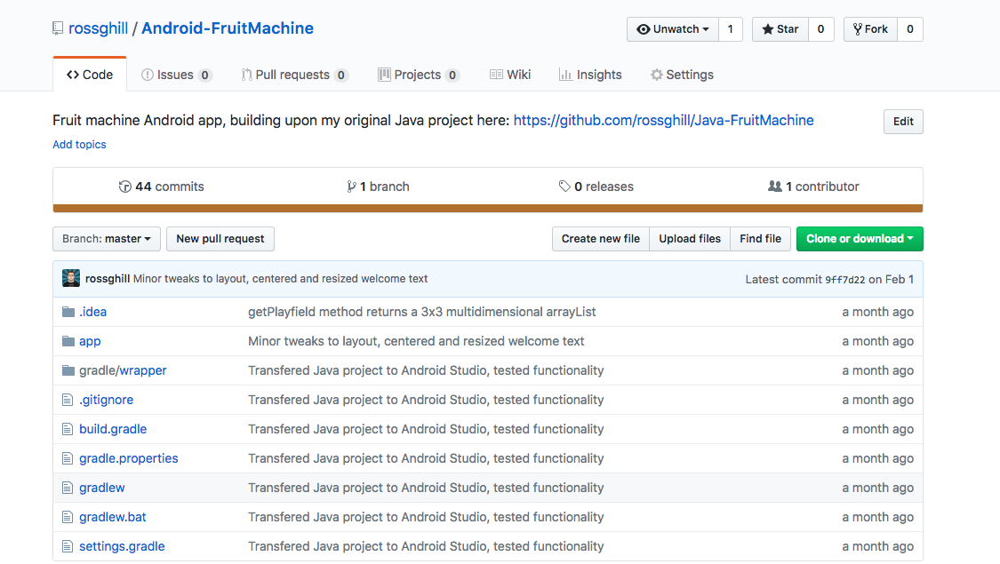 rossghill / Android-FruitMachine
Unwatch 1 Star 0 Fork 0
Code Issues 0 Pull requests 0 Projects 0 Wiki Insights Settings
Fruit machine Android app, building upon my original Java project here: https://github.com/rossghill/Java-FruitMachine Edit
Add topics
44 commits 1 branch 0 releases 1 contributor
Branch: master New pull request Create new file Upload files Find file Clone or download
rossghill Minor tweaks to layout, centered and resized welcome text Latest commit 9ff7d22 on Feb 1
.idea getPlayfield method returns a 3x3 multidimensional arrayList a month ago
app Minor tweaks to layout, centered and resized welcome text a month ago
gradle/wrapper Transfered Java project to Android Studio, tested functionality a month ago
.gitignore Transfered Java project to Android Studio, tested functionality a month ago
build.gradle Transfered Java project to Android Studio, tested functionality a month ago
gradle.properties Transfered Java project to Android Studio, tested functionality a month ago
gradlew Transfered Java project to Android Studio, tested functionality a month ago
gradlew.bat Transfered Java project to Android Studio, tested functionality a month ago
settings.gradle Transfered Java project to Android Studio, tested functionality a month ago